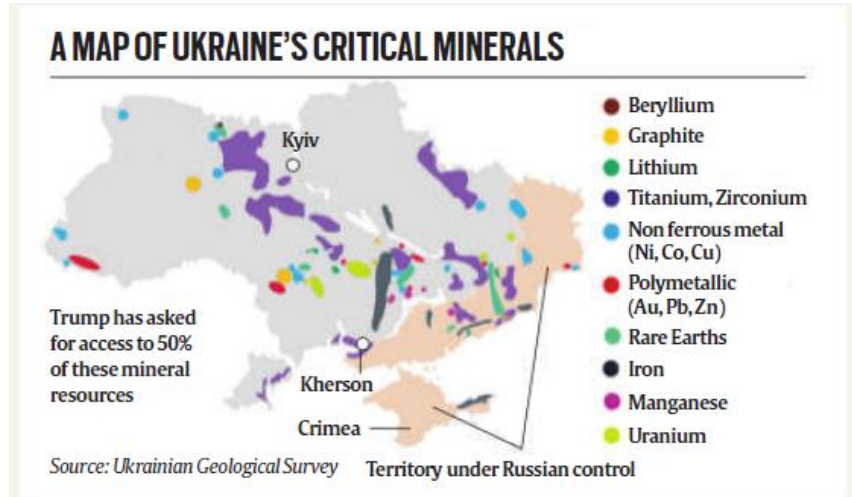 A MAP OF UKRAINE'S CRITICAL MINERALS
Kyiv
Kherson
Crimea
Trump has asked
for access to 50%
of these mineral
resources
Beryllium
Graphite
Lithium
Titanium, Zirconium
Non ferrous metal
(Ni, Co, Cu)
Polymetallic
(Au, Pb, Zn)
Rare Earths
Iron
Manganese
Uranium
Source: Ukrainian Geological Survey
Territory under Russian control